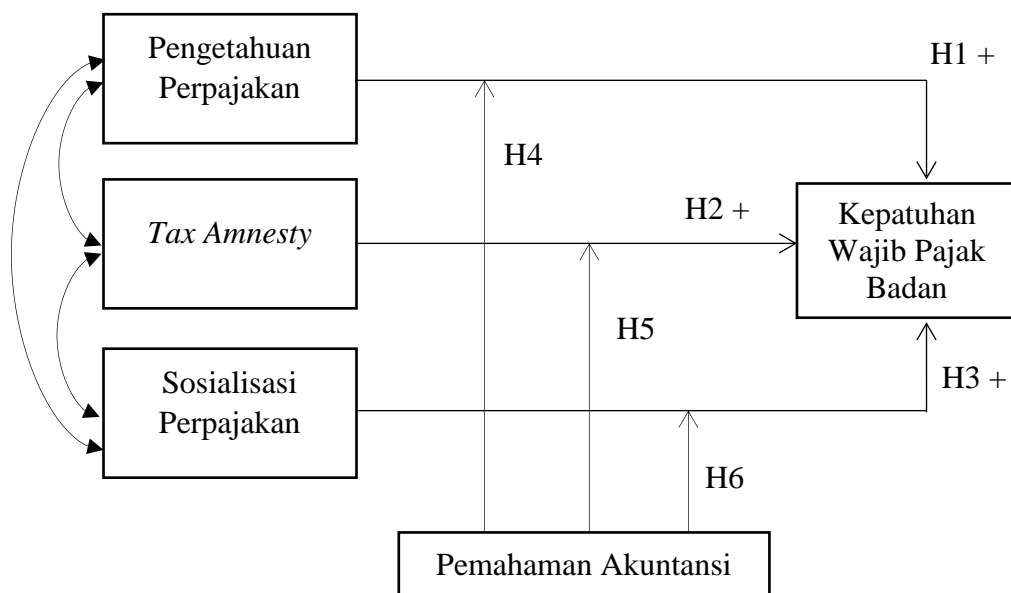 Pengetahuan
Perpajakan
H1 +
H4
Tax Amnesty
H2 +
Kepatuhan
Wajib Pajak
Badan
H5
Sosialisasi
Perpajakan
H3 +
H6
Pemahaman Akuntansi